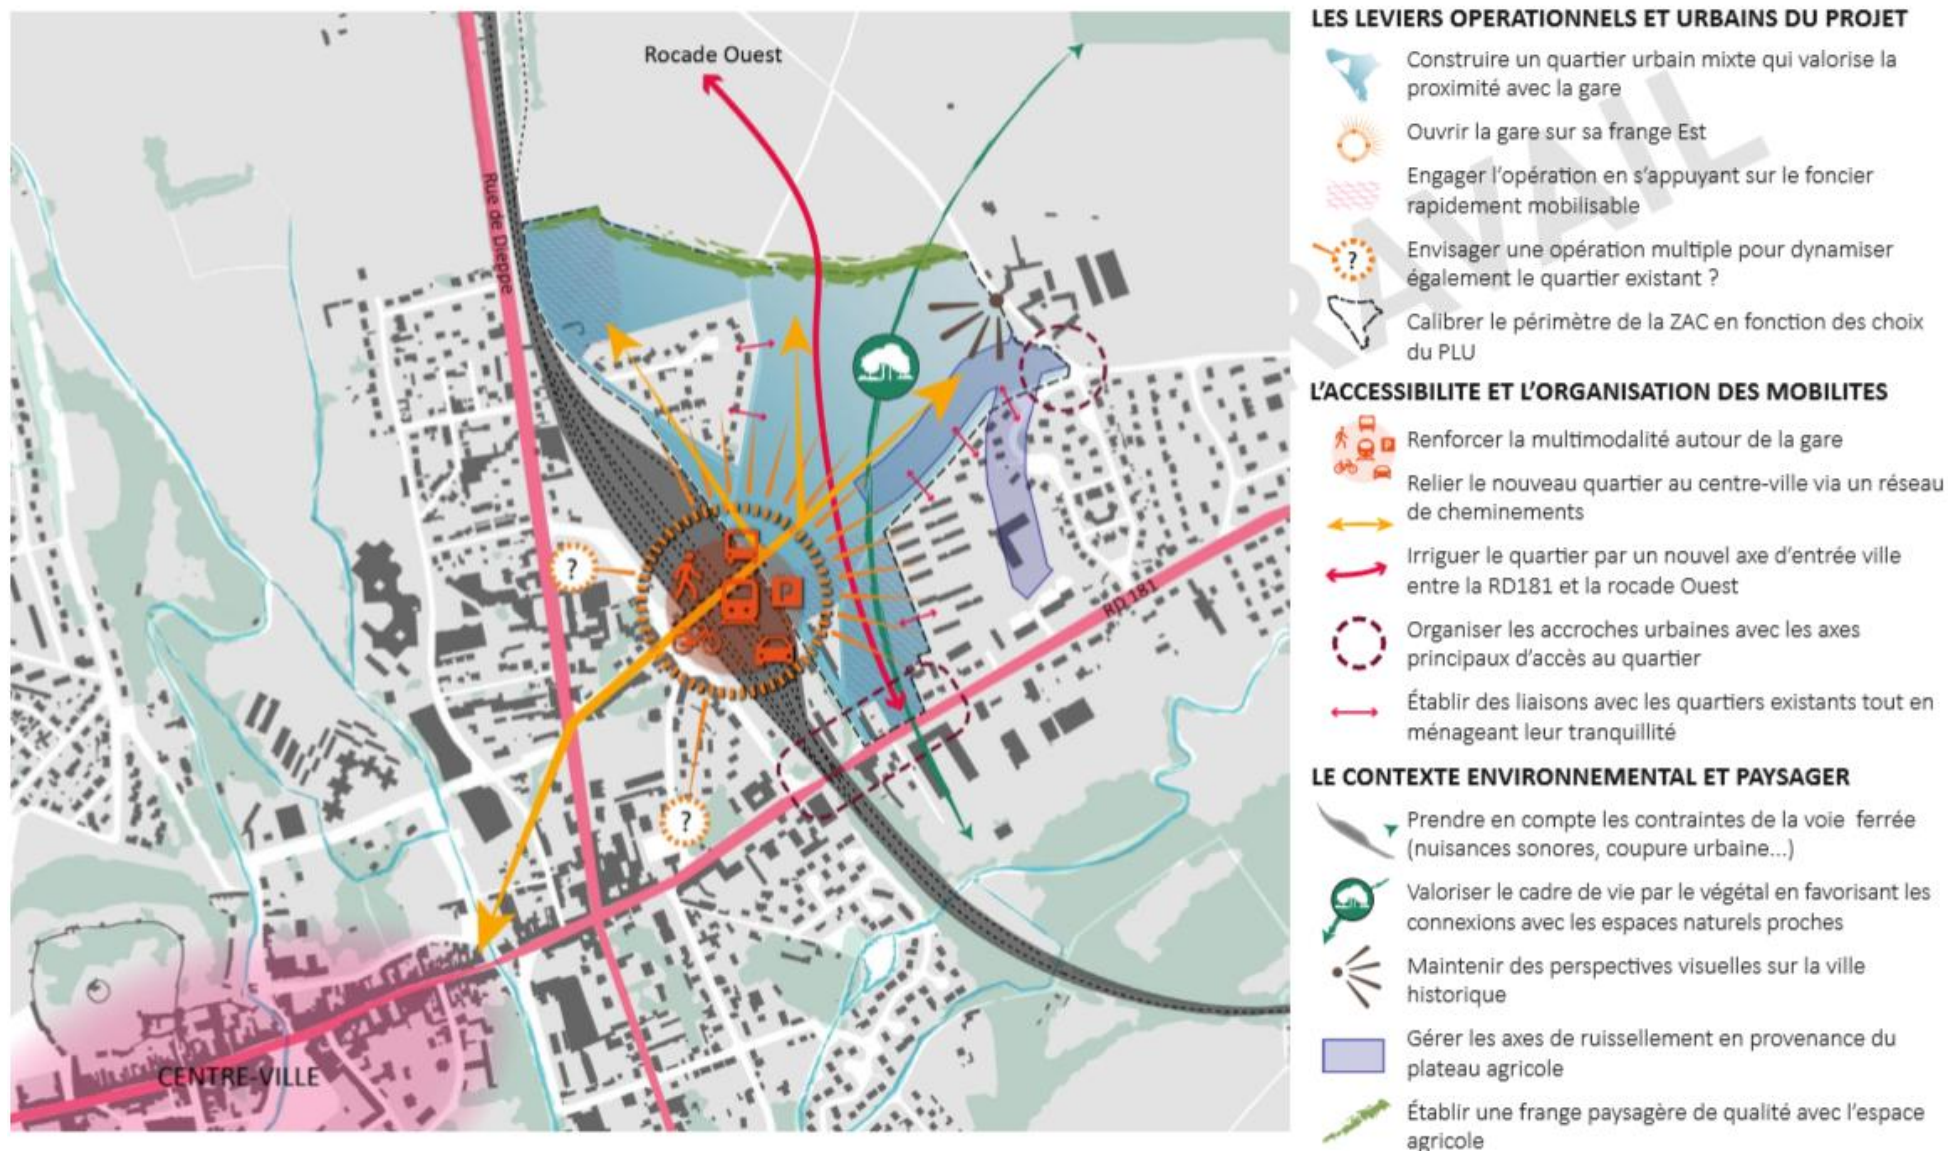 Rocade Ouest
Rue de Dieppe
?
?
RD 181
CENTRE-VILLE
LES LEVIERS OPERATIONNELS ET URBAINS DU PROJET
Construire un quartier urbain mixte qui valorise la
proximité avec la gare
Ouvrir la gare sur sa frange Est
Engager l'opération en s'appuyant sur le foncier
rapidement mobilisable
?
Envisager une opération multiple pour dynamiser
également le quartier existant ?
Calibrer le périmètre de la ZAC en fonction des choix
du PLU
L'ACCESSIBILITE ET L'ORGANISATION DES MOBILITES
Renforcer la multimodalité autour de la gare
Relier le nouveau quartier au centre-ville via un réseau
de cheminements
Irriguer le quartier par un nouvel axe d'entrée ville
entre la RD181 et la rocade Ouest
Organiser les accroches urbaines avec les axes
principaux d'accès au quartier
Établir des liaisons avec les quartiers existants tout en
ménageant leur tranquillité
LE CONTEXTE ENVIRONNEMENTAL ET PAYSAGER
Prendre en compte les contraintes de la voie ferrée
(nuisances sonores, coupure urbaine...)
Valoriser le cadre de vie par le végétal en favorisant les
connexions avec les espaces naturels proches
Maintenir des perspectives visuelles sur la ville
historique
Gérer les axes de ruissellement en provenance du
plateau agricole
Établir une frange paysagère de qualité avec l'espace
agricole
RAVAIL
P
P